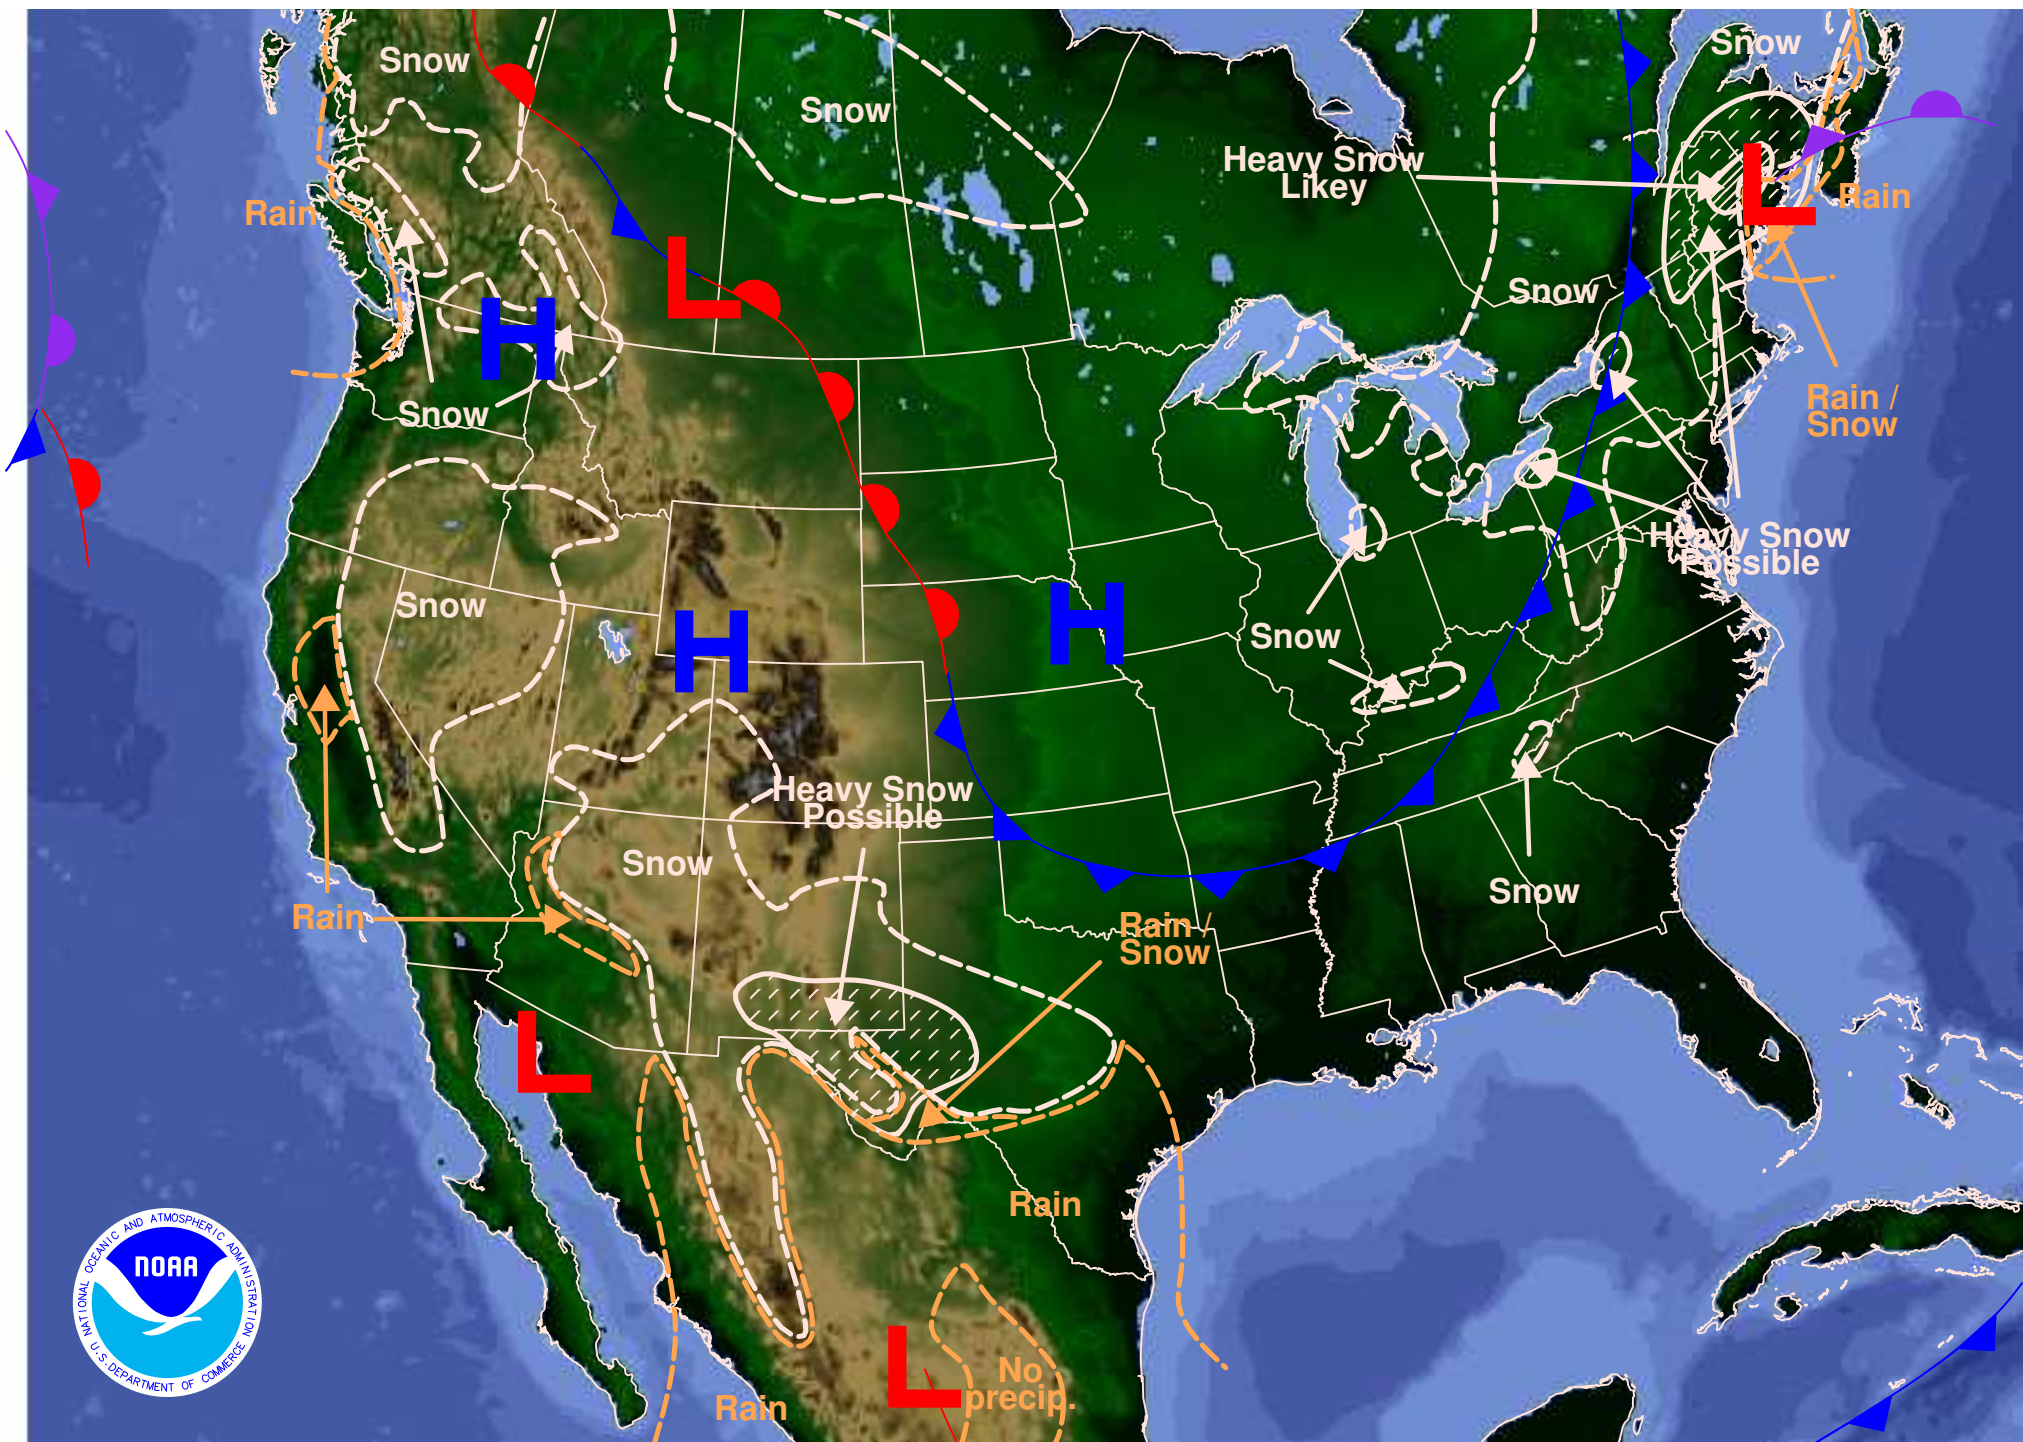 Snow
Snow
Snow
Heavy Snow
Likey
Rain
Rain
Snow
H
L
L
Snow
Rain /
Snow
Heavy Snow
Possible
Snow
H
H
Snow
Heavy Snow
Possible
Snow
Snow
Rain
Rain /
Snow
L
Rain
L
No
precip.
Rain
NATIONAL OCEANIC AND ATMOSPHERIC ADMINISTRATION
NOAA
U.S. DEPARTMENT OF COMMERCE